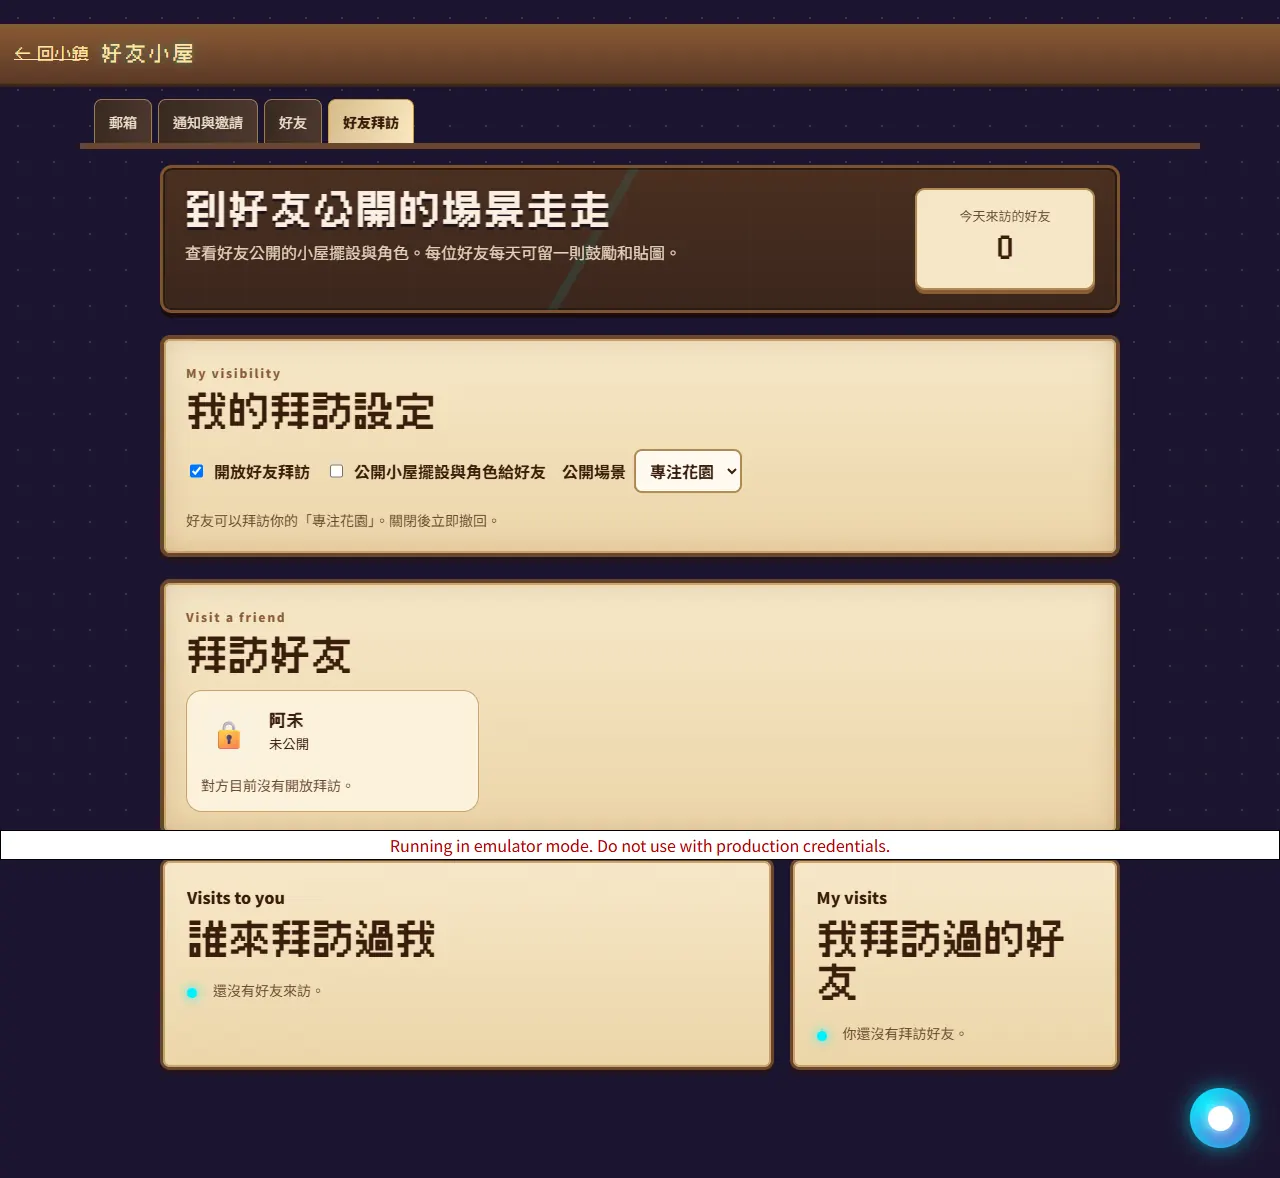 ← 回小鎮 好友小屋
郵箱 通知與邀請 好友 好友拜訪
到好友公開的場景走走
查看好友公開的小屋擺設與角色。每位好友每天可留一則鼓勵和貼圖。
今天來訪的好友
0
My visibility
我的拜訪設定
開放好友拜訪 公開小屋擺設與角色給好友 公開場景 專注花園
好友可以拜訪你的「專注花園」。關閉後立即撤回。
Visit a friend
拜訪好友
阿禾
未公開
對方目前沒有開放拜訪。
Running in emulator mode. Do not use with production credentials.
Visits to you
誰來拜訪過我
還沒有好友來訪。
My visits
我拜訪過的好
友
你還沒有拜訪好友。